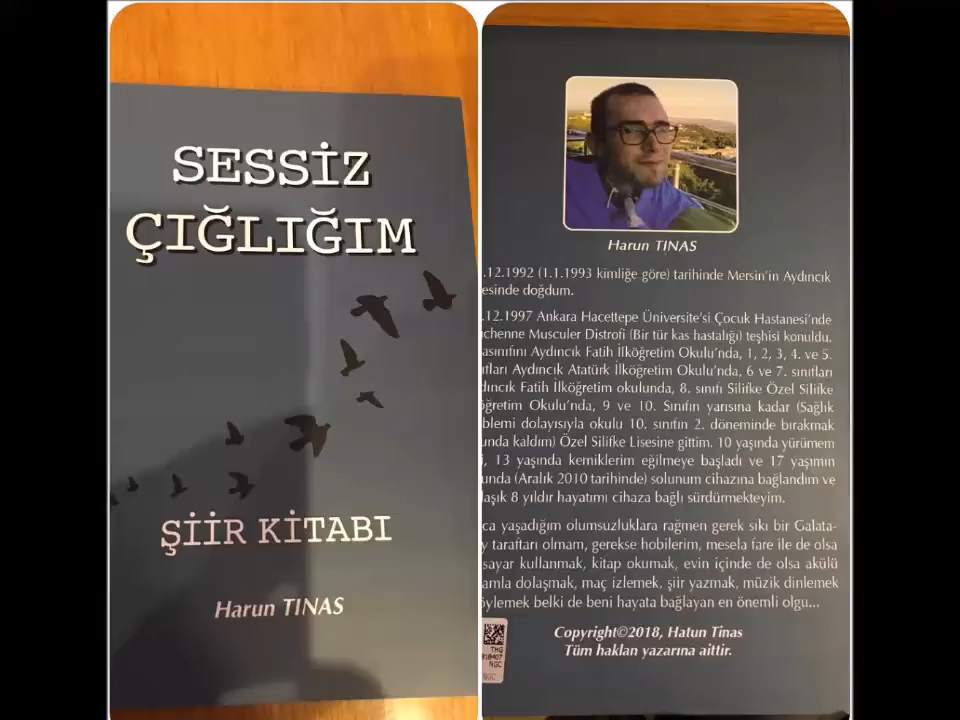 SESSİZ
ÇIĞLIĞIM
ŞİİR KİTABI
Harun TINAS
Harun TINAS
.12.1992 (1.1.1993 kimliğe göre) tarihinde Mersin'in Aydıncık
esinde doğdum.
.12.1997 Ankara Hacettepe Üniversite'si Çocuk Hastanesi'nde
chenne Musculer Distrofi (Bir tür kas hastalığı) teşhisi konuldu.
asınıfını Aydıncık Fatih İlköğretim Okulu'nda, 1, 2, 3, 4. ve 5.
ıfları Aydıncık Atatürk İlköğretim Okulu'nda, 6 ve 7. sınıfları
dıncık Fatih İlköğretim okulunda, 8. sınıfı Silifke Özel Silifke
öğretim Okulu'nda, 9 ve 10. Sınıfın yarısına kadar (Sağlık
blemi dolayısıyla okulu 10. sınıfın 2. döneminde bırakmak
unda kaldım) Özel Silifke Lisesine gittim. 10 yaşında yürümem
i, 13 yaşında kemiklerim eğilmeye başladı ve 17 yaşımın
unda (Aralık 2010 tarihinde) solunum cihazına bağlandım ve
laşık 8 yıldır hayatımı cihaza bağlı sürdürmekteyim.
ca yaşadığım olumsuzluklara rağmen gerek sıkı bir Galata-
y taraftarı olmam, gerekse hobilerim, mesela fare ile de olsa
sayar kullanmak, kitap okumak, evin içinde de olsa akülü
amla dolaşmak, maç izlemek, şiir yazmak, müzik dinlemek
öylemek belki de beni hayata bağlayan en önemli olgu...
Copyright©2018, Hatun Tinas
Tüm hakları yazarına aittir.
THG
818407
NGC
NGC